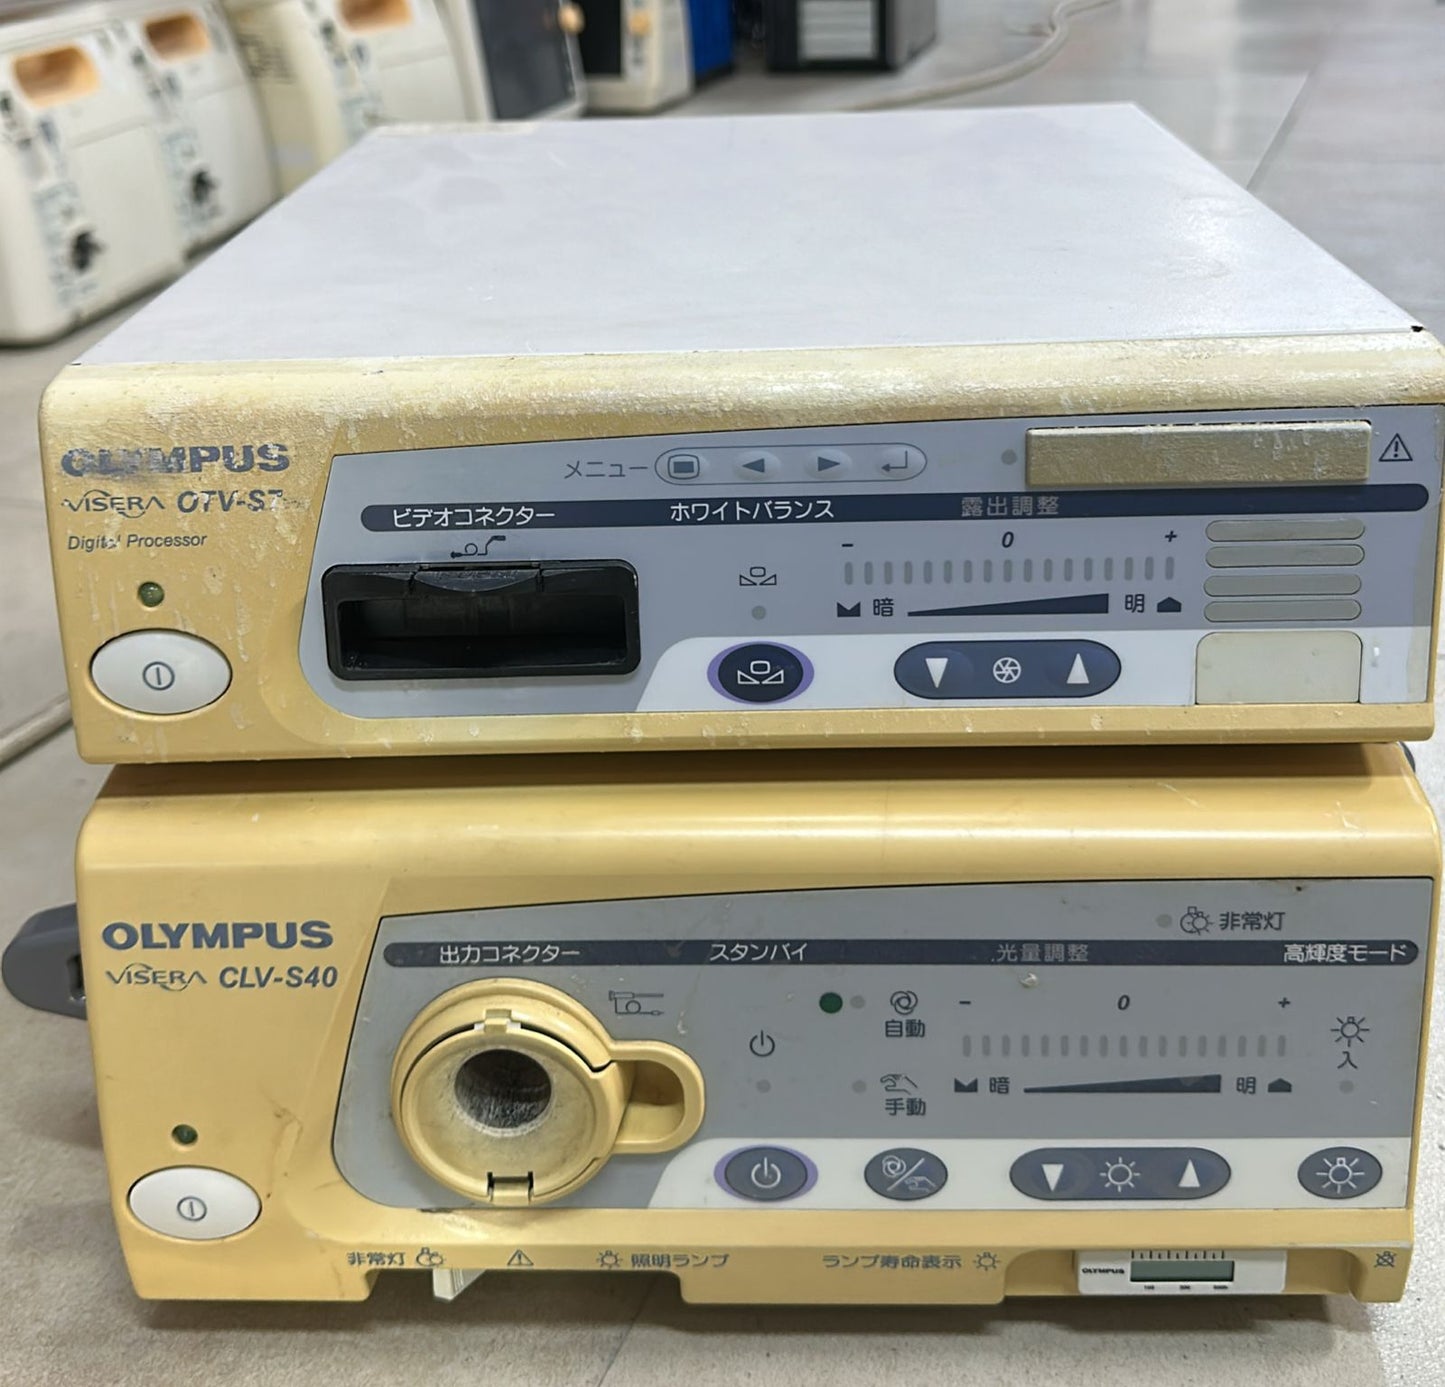 OLYMPUS
VISERA OTV-S7
Digital Processor
メニュー
ビデオコネクター ホワイトバランス 露出調整
- 0 +
暗 明
OLYMPUS
VISERA CLV-S40
非常灯
出力コネクター スタンバイ 光量調整 高輝度モード
自動 - 0 +
入
手動 暗 明
非常灯 照明ランプ ランプ寿命表示
OLYMPUS